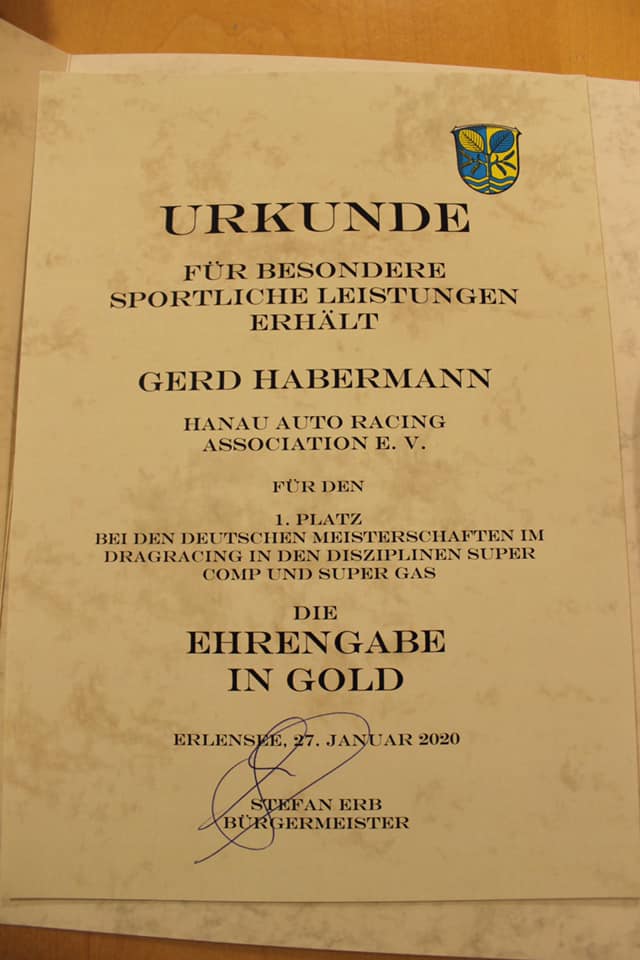 URKUNDE
FÜR BESONDERE
SPORTLICHE LEISTUNGEN
ERHÄLT
GERD HABERMANN
HANAU AUTO RACING
ASSOCIATION E. V.
FÜR DEN
1. PLATZ
BEI DEN DEUTSCHEN MEISTERSCHAFTEN IM
DRAGRACING IN DEN DISZIPLINEN SUPER
COMP UND SUPER GAS
DIE
EHRENGABE
IN GOLD
ERLENSEE, 27. JANUAR 2020
STEFAN ERB
BÜRGERMEISTER